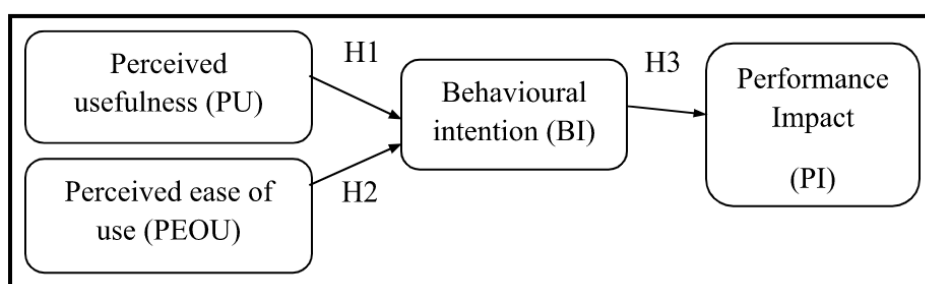 Perceived
usefulness (PU)
H1
Perceived ease of
use (PEOU)
H2
Behavioural
intention (BI)
H3
Performance
Impact
(PI)